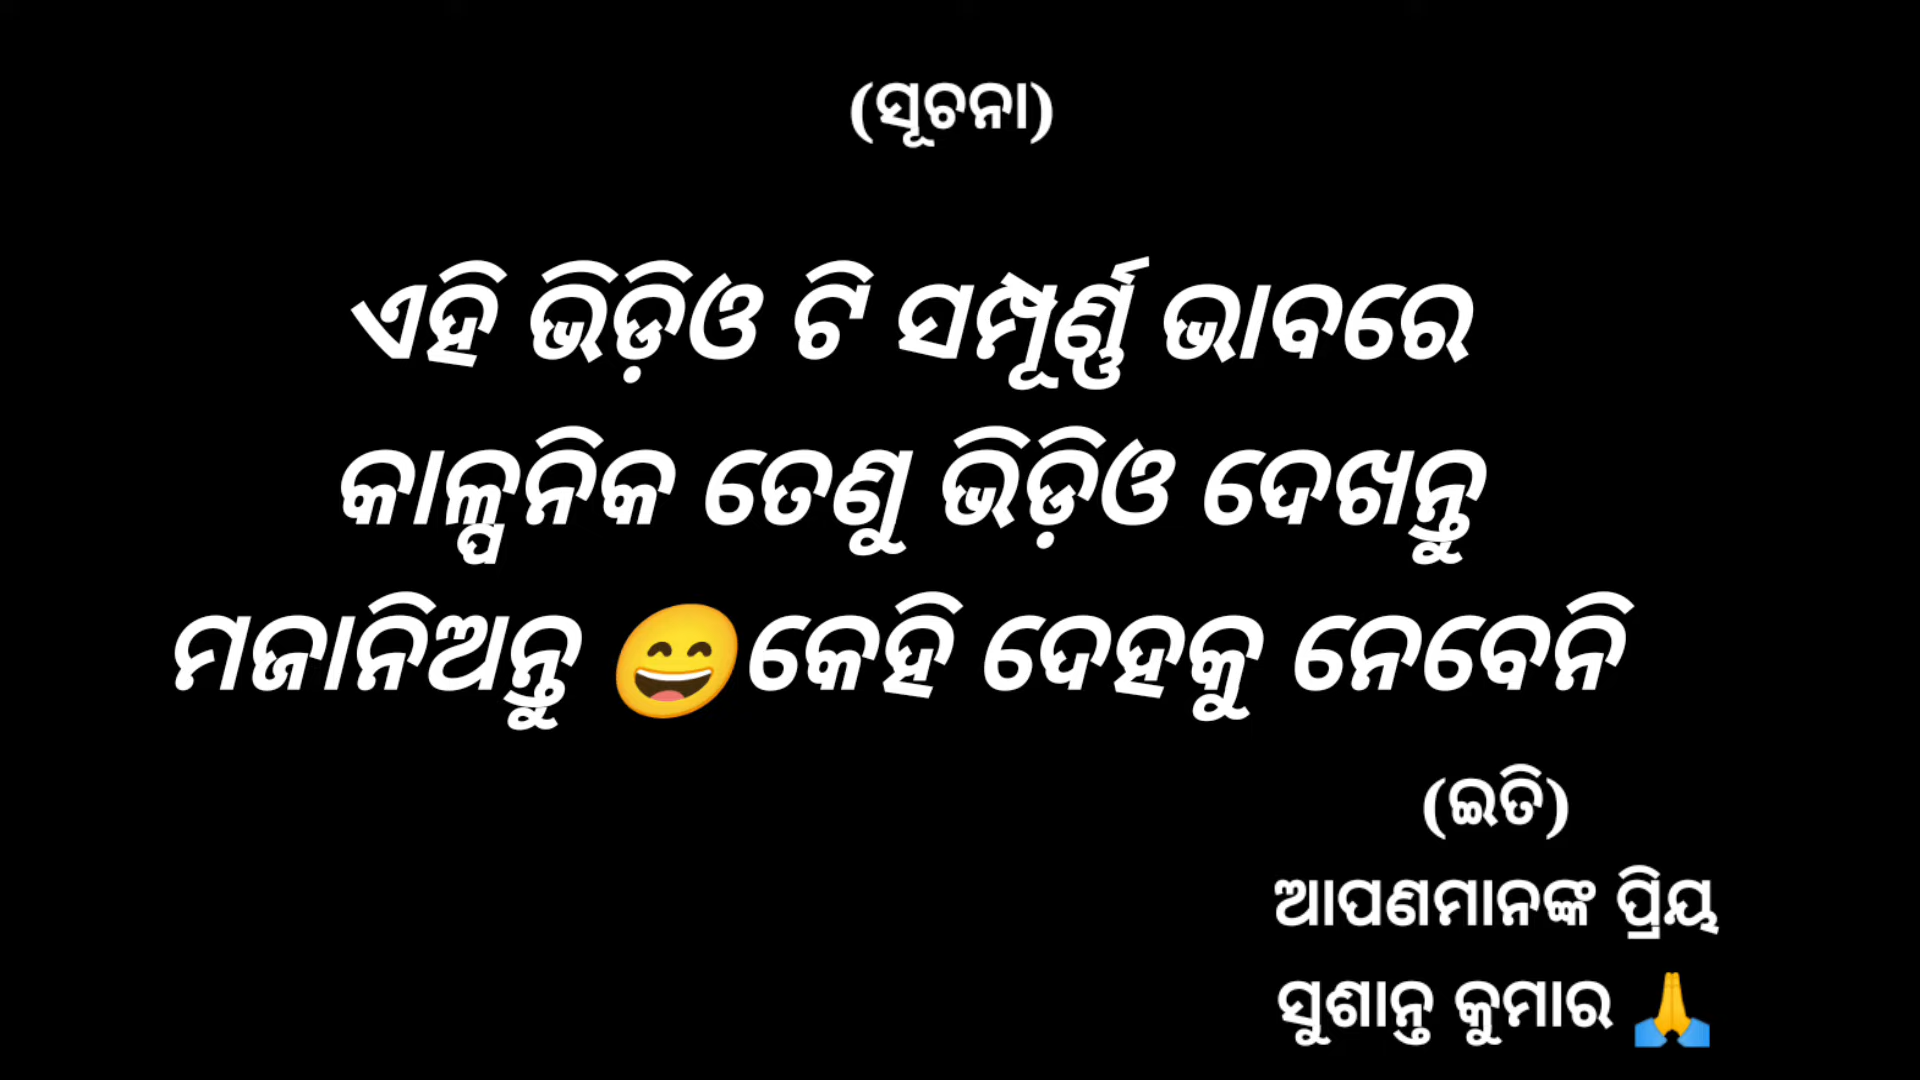 (ସୂଚନା)
ଏହି ଭିଡ଼ିଓ ଟି ସମ୍ପୂର୍ଣ୍ଣ ଭାବରେ
କାଳ୍ପନିକ ତେଣୁ ଭିଡ଼ିଓ ଦେଖନ୍ତୁ
ମଜାନିଅନ୍ତୁ 😄କେହି ଦେହକୁ ନେବେନି
(ଇତି)
ଆପଣମାନଙ୍କ ପ୍ରିୟ
ସୁଶାନ୍ତ କୁମାର 🙏